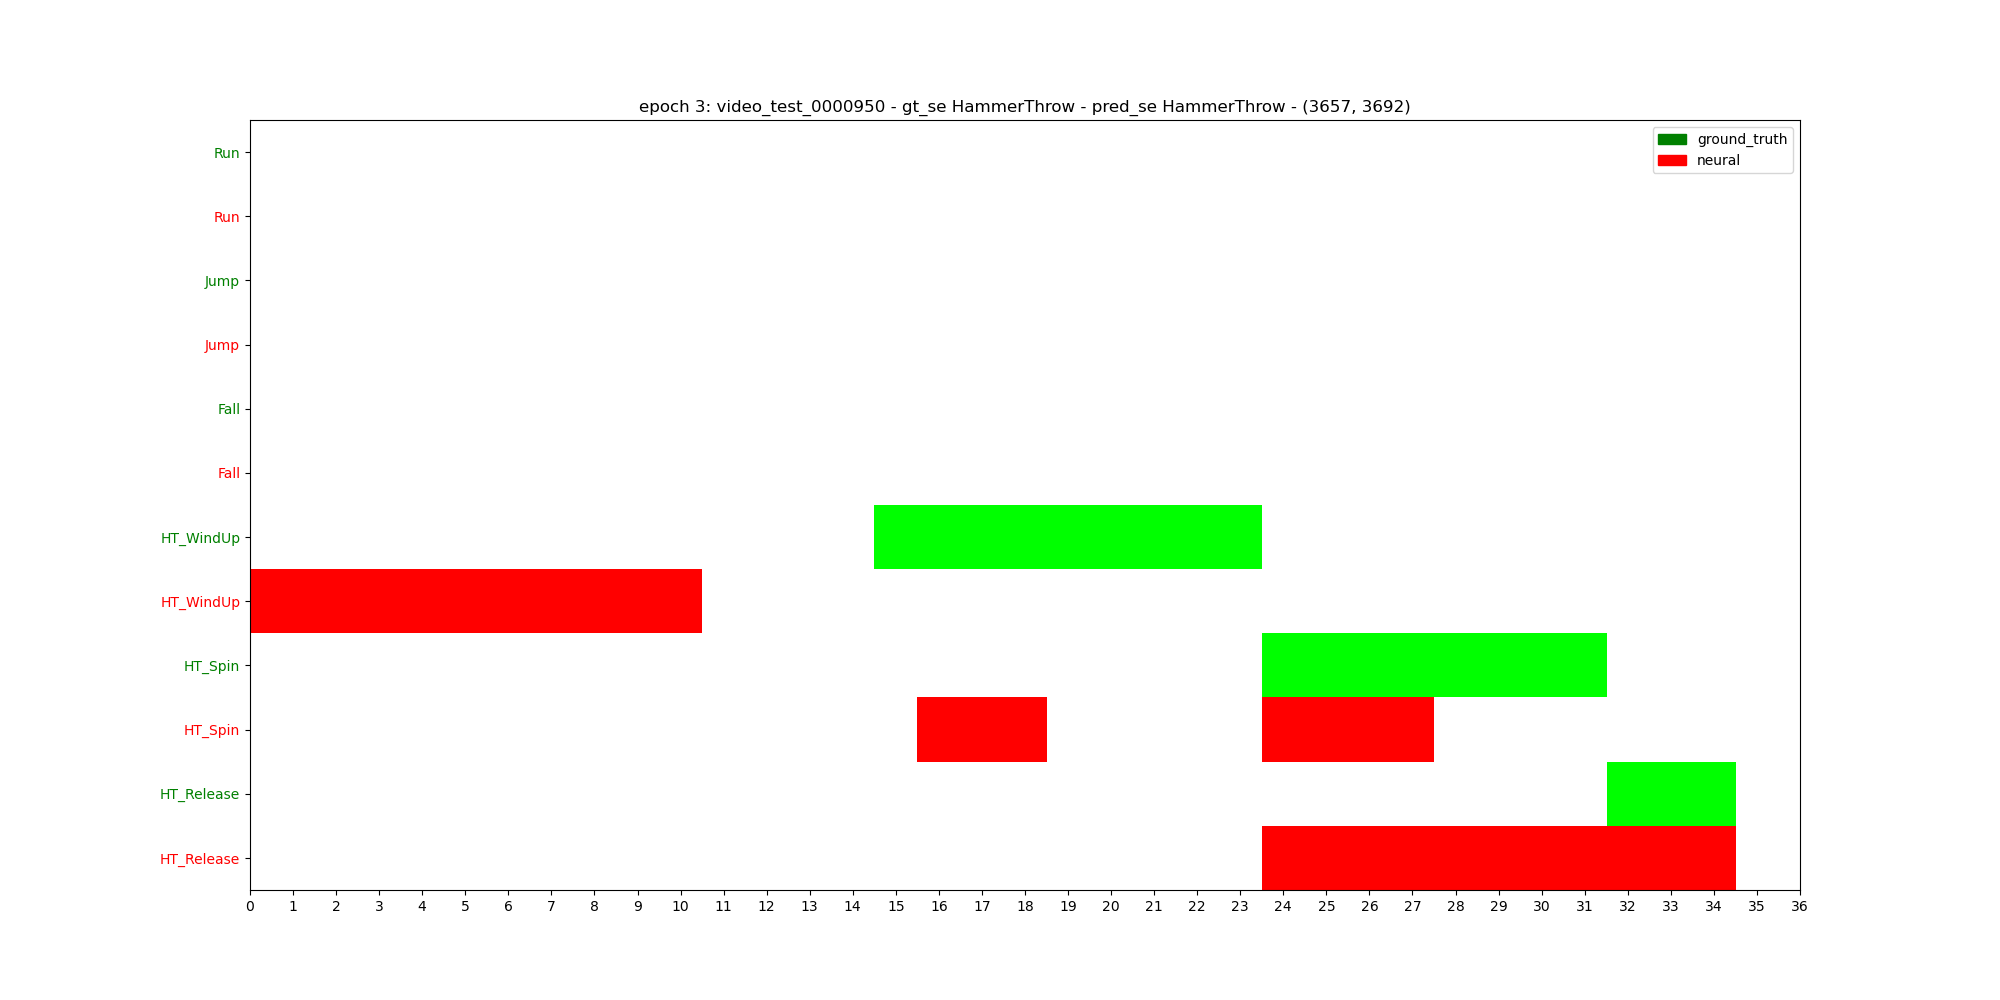 epoch 3: video_test_0000950 - gt_se HammerThrow - pred_se HammerThrow - (3657, 3692)
ground_truth
neural
Run
Run
Jump
Jump
Fall
Fall
HT_WindUp
HT_WindUp
HT_Spin
HT_Spin
HT_Release
HT_Release
0 1 2 3 4 5 6 7 8 9 10 11 12 13 14 15 16 17 18 19 20 21 22 23 24 25 26 27 28 29 30 31 32 33 34 35 36